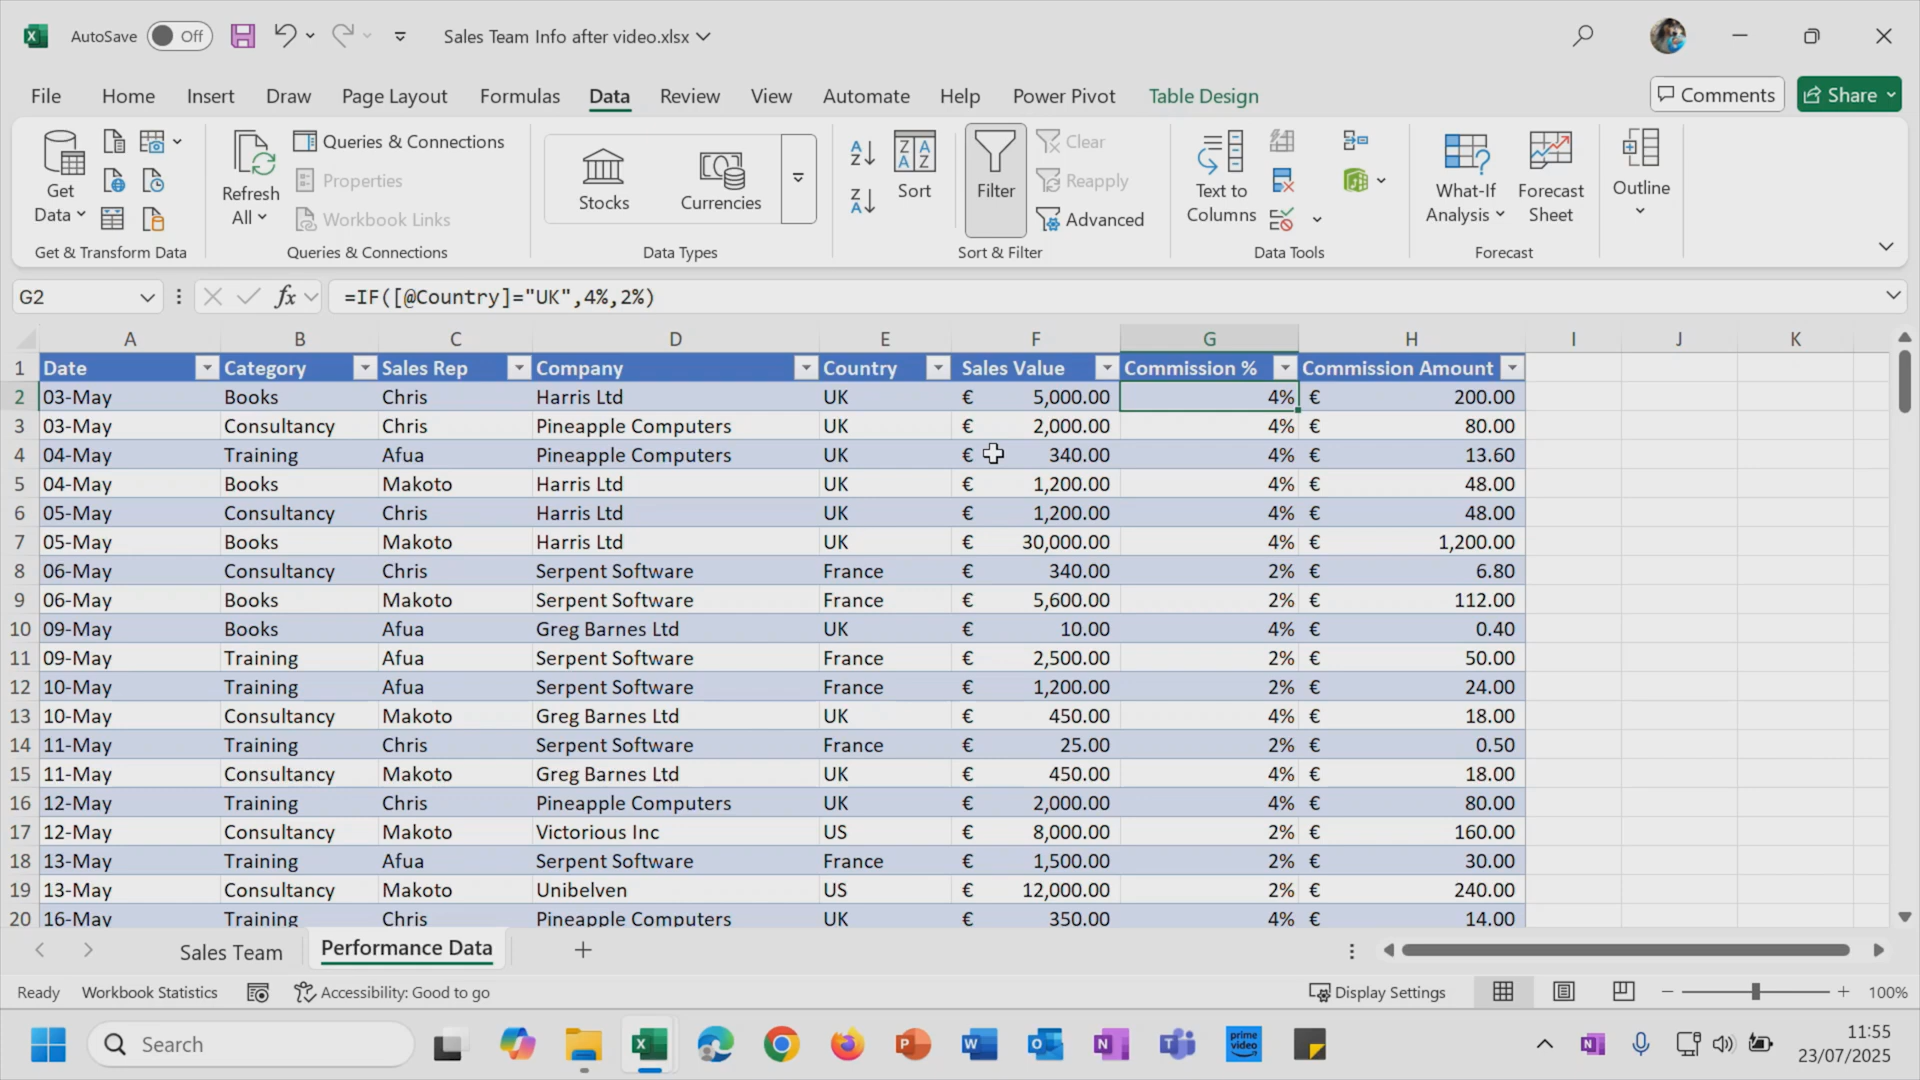 AutoSave Off Sales Team Info after video.xlsx
File Home Insert Draw Page Layout Formulas Data Review View Automate Help Power Pivot Table Design Comments Share
Get Data
Refresh All
Queries & Connections
Properties
Workbook Links
Stocks
Currencies
Sort
Filter
Clear
Reapply
Advanced
Text to Columns
What-If Analysis
Forecast Sheet
Outline
Get & Transform Data Queries & Connections Data Types Sort & Filter Data Tools Forecast
G2 fx =IF([@Country]="UK",4%,2%)
A B C D E F G H I J K
1 Date Category Sales Rep Company Country Sales Value Commission % Commission Amount
2 03-May Books Chris Harris Ltd UK € 5,000.00 4% € 200.00
3 03-May Consultancy Chris Pineapple Computers UK € 2,000.00 4% € 80.00
4 04-May Training Afua Pineapple Computers UK € 340.00 4% € 13.60
5 04-May Books Makoto Harris Ltd UK € 1,200.00 4% € 48.00
6 05-May Consultancy Chris Harris Ltd UK € 1,200.00 4% € 48.00
7 05-May Books Makoto Harris Ltd UK € 30,000.00 4% € 1,200.00
8 06-May Consultancy Chris Serpent Software France € 340.00 2% € 6.80
9 06-May Books Makoto Serpent Software France € 5,600.00 2% € 112.00
10 09-May Books Afua Greg Barnes Ltd UK € 10.00 4% € 0.40
11 09-May Training Afua Serpent Software France € 2,500.00 2% € 50.00
12 10-May Training Afua Serpent Software France € 1,200.00 2% € 24.00
13 10-May Consultancy Makoto Greg Barnes Ltd UK € 450.00 4% € 18.00
14 11-May Training Chris Serpent Software France € 25.00 2% € 0.50
15 11-May Consultancy Makoto Greg Barnes Ltd UK € 450.00 4% € 18.00
16 12-May Training Chris Pineapple Computers UK € 2,000.00 4% € 80.00
17 12-May Consultancy Makoto Victorious Inc US € 8,000.00 2% € 160.00
18 13-May Training Afua Serpent Software France € 1,500.00 2% € 30.00
19 13-May Consultancy Makoto Unibelven US € 12,000.00 2% € 240.00
20 16-May Training Chris Pineapple Computers UK € 350.00 4% € 14.00
Sales Team Performance Data
Ready Workbook Statistics Accessibility: Good to go Display Settings 100%
Search prime video 11:55
23/07/2025